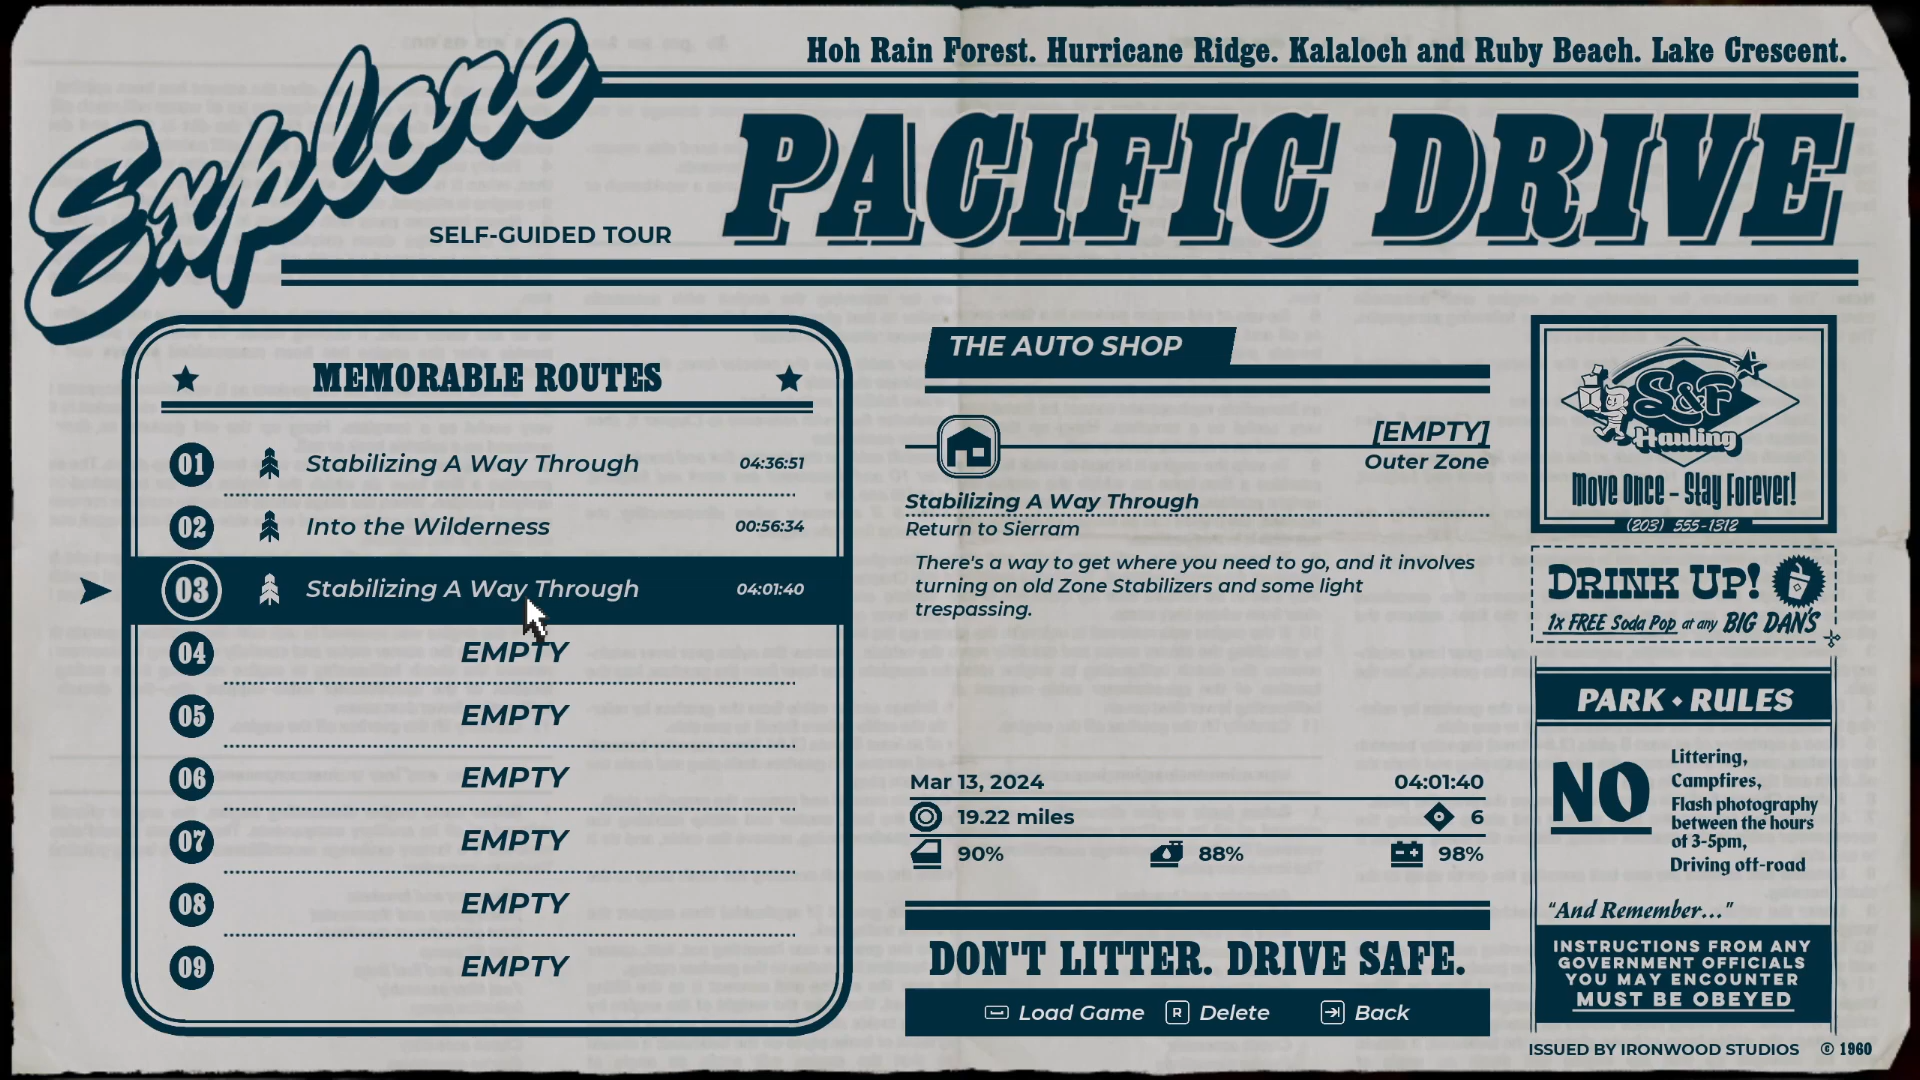 Explore
Hoh Rain Forest. Hurricane Ridge. Kalaloch and Ruby Beach. Lake Crescent.
PACIFIC DRIVE
SELF-GUIDED TOUR
MEMORABLE ROUTES
01 Stabilizing A Way Through 04:36:51
02 Into the Wilderness 00:56:34
03 Stabilizing A Way Through 04:01:40
04 EMPTY
05 EMPTY
06 EMPTY
07 EMPTY
08 EMPTY
09 EMPTY
THE AUTO SHOP
[EMPTY]
Outer Zone
Stabilizing A Way Through
Return to Sierram
There's a way to get where you need to go, and it involves
turning on old Zone Stabilizers and some light
trespassing.
Mar 13, 2024 04:01:40
19.22 miles 6
90% 88% 98%
DON'T LITTER. DRIVE SAFE.
Load Game R Delete Back
S&F
Hauling
Move Once - Stay Forever!
(203) 555-1312
DRINK UP!
1x FREE Soda Pop at any BIG DAN'S
PARK • RULES
NO
Littering,
Campfires,
Flash photography
between the hours
of 3-5pm,
Driving off-road
"And Remember..."
INSTRUCTIONS FROM ANY
GOVERNMENT OFFICIALS
YOU MAY ENCOUNTER
MUST BE OBEYED
ISSUED BY IRONWOOD STUDIOS © 1960